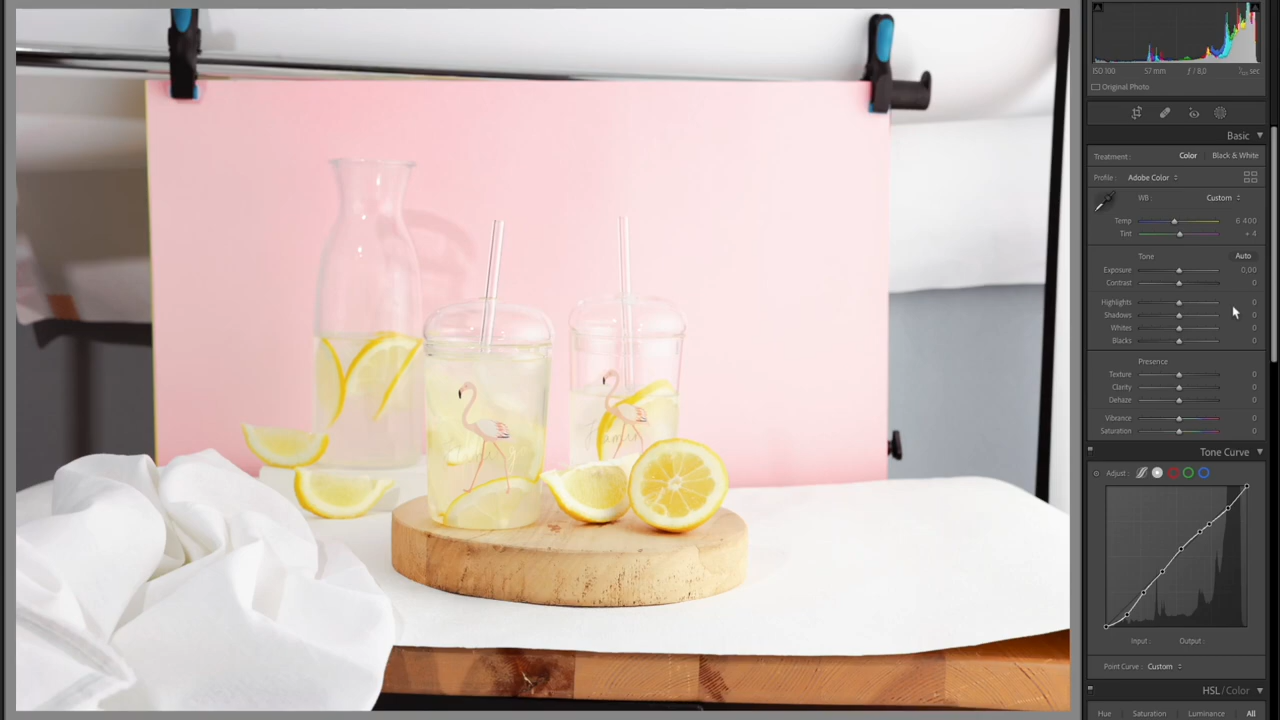 ISO 100 57 mm ƒ / 8,0
Original Photo
Basic
Treatment : Color Black & White
Profile : Adobe Color
WB : Custom
Temp 6 400
Tint + 4
Tone Auto
Exposure 0,00
Contrast 0
Highlights 0
Shadows 0
Whites 0
Blacks 0
Presence
Texture 0
Clarity 0
Dehaze 0
Vibrance 0
Saturation 0
Tone Curve
Adjust :
Input : Output :
Point Curve : Custom
HSL / Color
Hue Saturation Luminance All